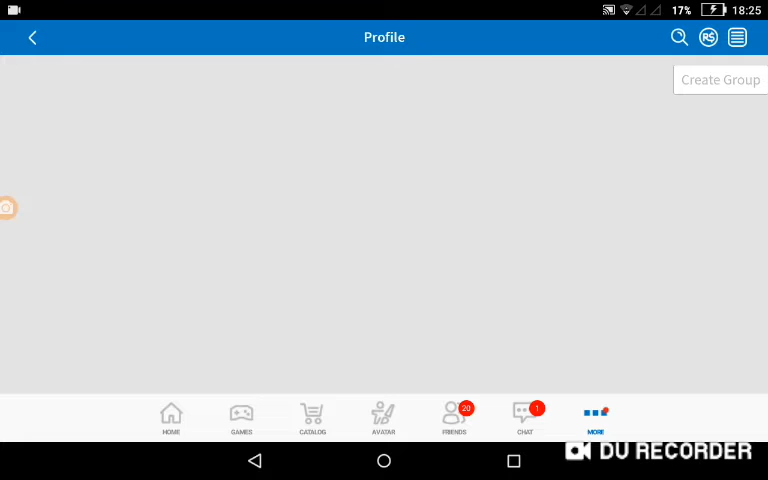 17% 18:25
Profile R$
Create Group
20 1
HOME GAMES CATALOG AVATAR FRIENDS CHAT MORE
DU RECORDER